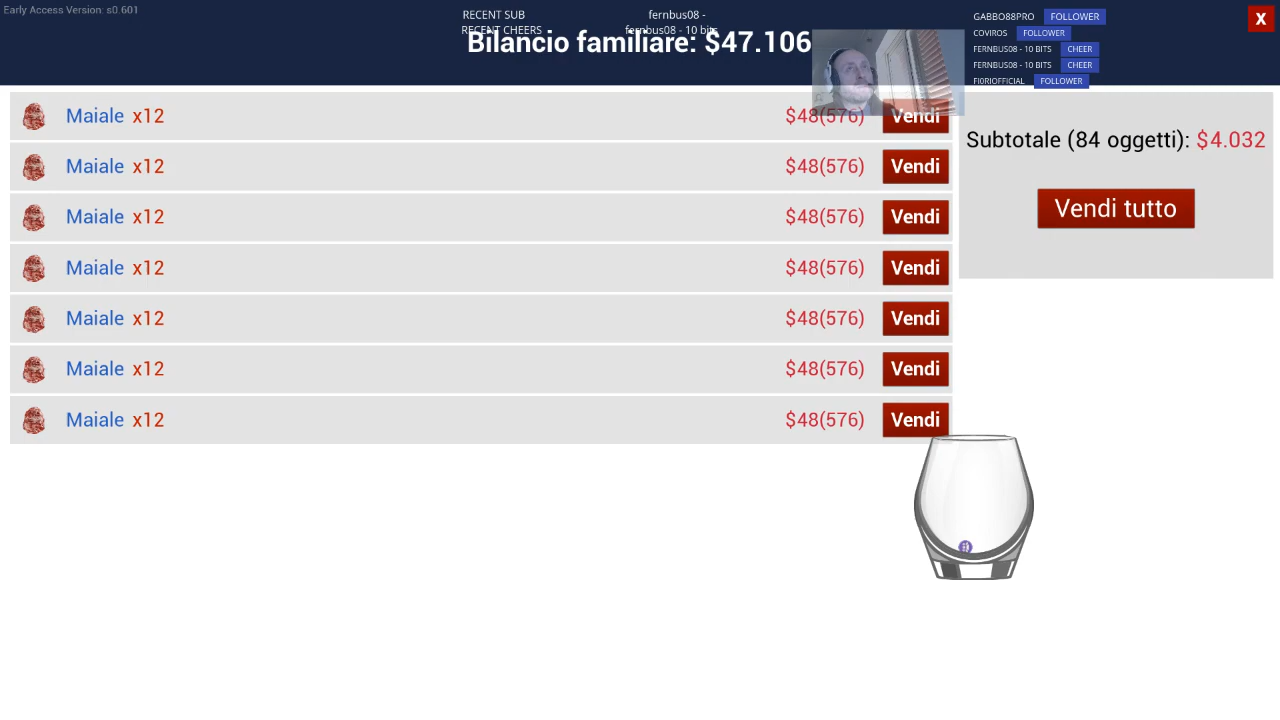 Early Access Version: s0.601
RECENT SUB
fernbus08 -
RECENT CHEERS
fernbus08 - 10 bits
Bilancio familiare: $47.106
GABBO88PRO FOLLOWER
COVIROS FOLLOWER
FERNBUS08 - 10 BITS CHEER
FERNBUS08 - 10 BITS CHEER
FI0RIOFFICIAL FOLLOWER
X
Maiale x12 $48(576) Vendi
Maiale x12 $48(576) Vendi
Maiale x12 $48(576) Vendi
Maiale x12 $48(576) Vendi
Maiale x12 $48(576) Vendi
Maiale x12 $48(576) Vendi
Maiale x12 $48(576) Vendi
Subtotale (84 oggetti): $4.032
Vendi tutto